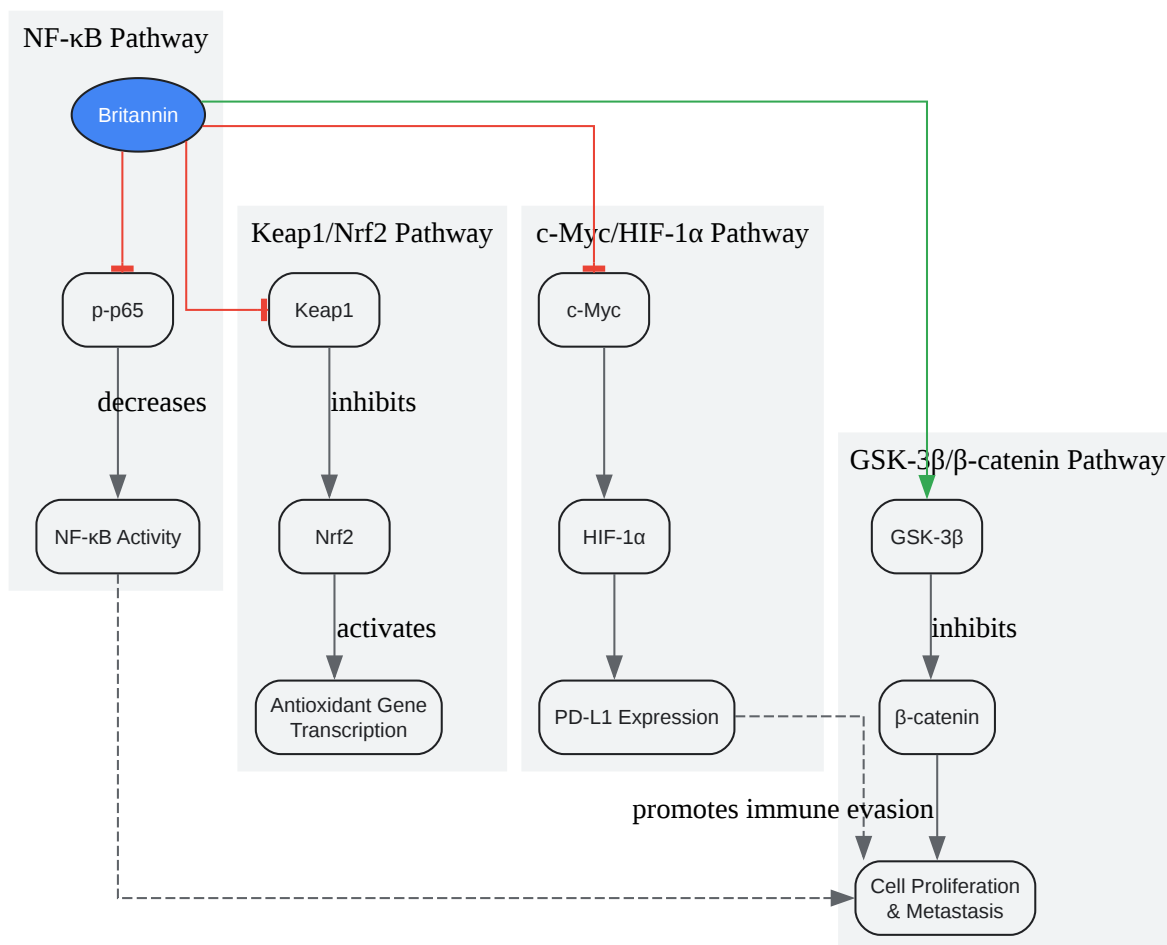 NF-κB Pathway
Britannin
Keap1/Nrf2 Pathway
c-Myc/HIF-1α Pathway
p-p65
Keap1
c-Myc
decreases
inhibits
GSK-3β/β-catenin Pathway
NF-κB Activity
Nrf2
HIF-1α
GSK-3β
activates
inhibits
Antioxidant Gene
Transcription
PD-L1 Expression
β-catenin
promotes immune evasion
Cell Proliferation
& Metastasis